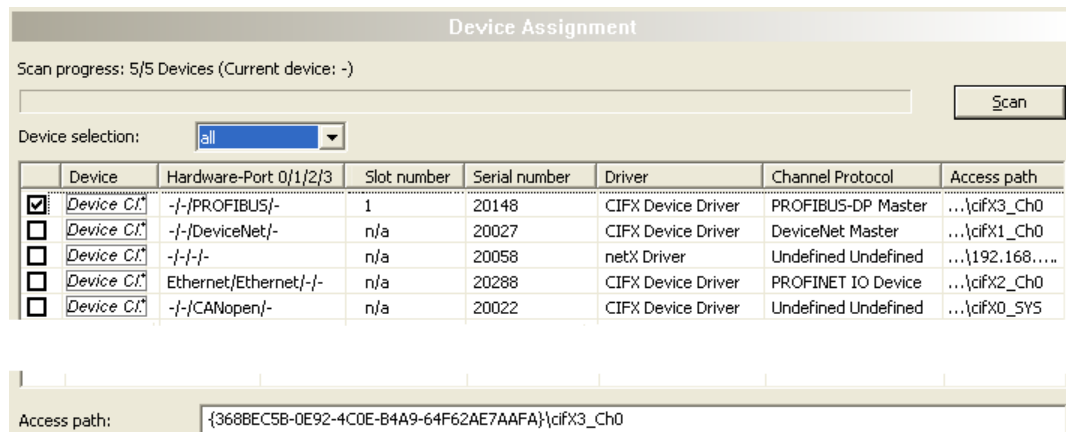 Device Assignment
Scan progress: 5/5 Devices (Current device: -)
Scan
Device selection: all
Device Hardware-Port 0/1/2/3 Slot number Serial number Driver Channel Protocol Access path
Device Cl.* -/-/PROFIBUS/- 1 20148 CIFX Device Driver PROFIBUS-DP Master ...\cifX3_Ch0
Device Cl.* -/-/DeviceNet/- n/a 20027 CIFX Device Driver DeviceNet Master ...\cifX1_Ch0
Device Cl.* -/-/-/- n/a 20058 netX Driver Undefined Undefined ...\192.168.....
Device Cl.* Ethernet/Ethernet/-/- n/a 20288 CIFX Device Driver PROFINET IO Device ...\cifX2_Ch0
Device Cl.* -/-/CANopen/- n/a 20022 CIFX Device Driver Undefined Undefined ...\cifX0_SYS
Access path: {368BEC5B-0E92-4C0E-B4A9-64F62AE7AAFA}\cifX3_Ch0